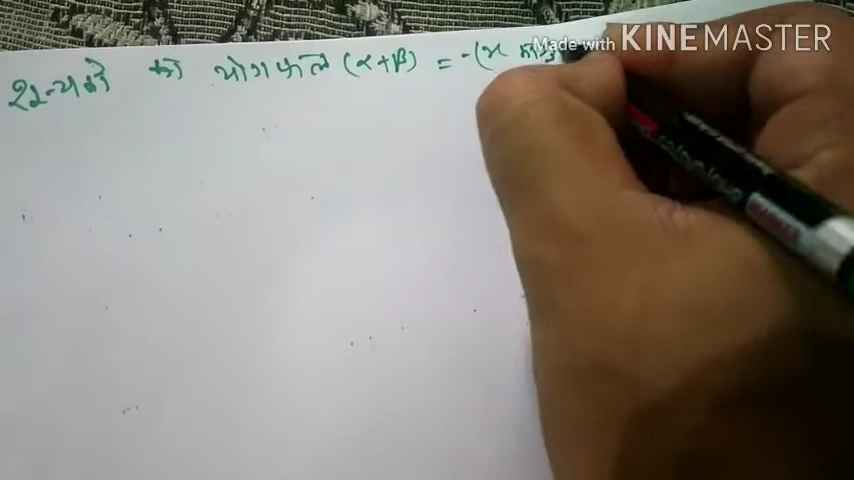 शून्यकों का योगफल (α+β) = -(x का
Made with KINEMASTER